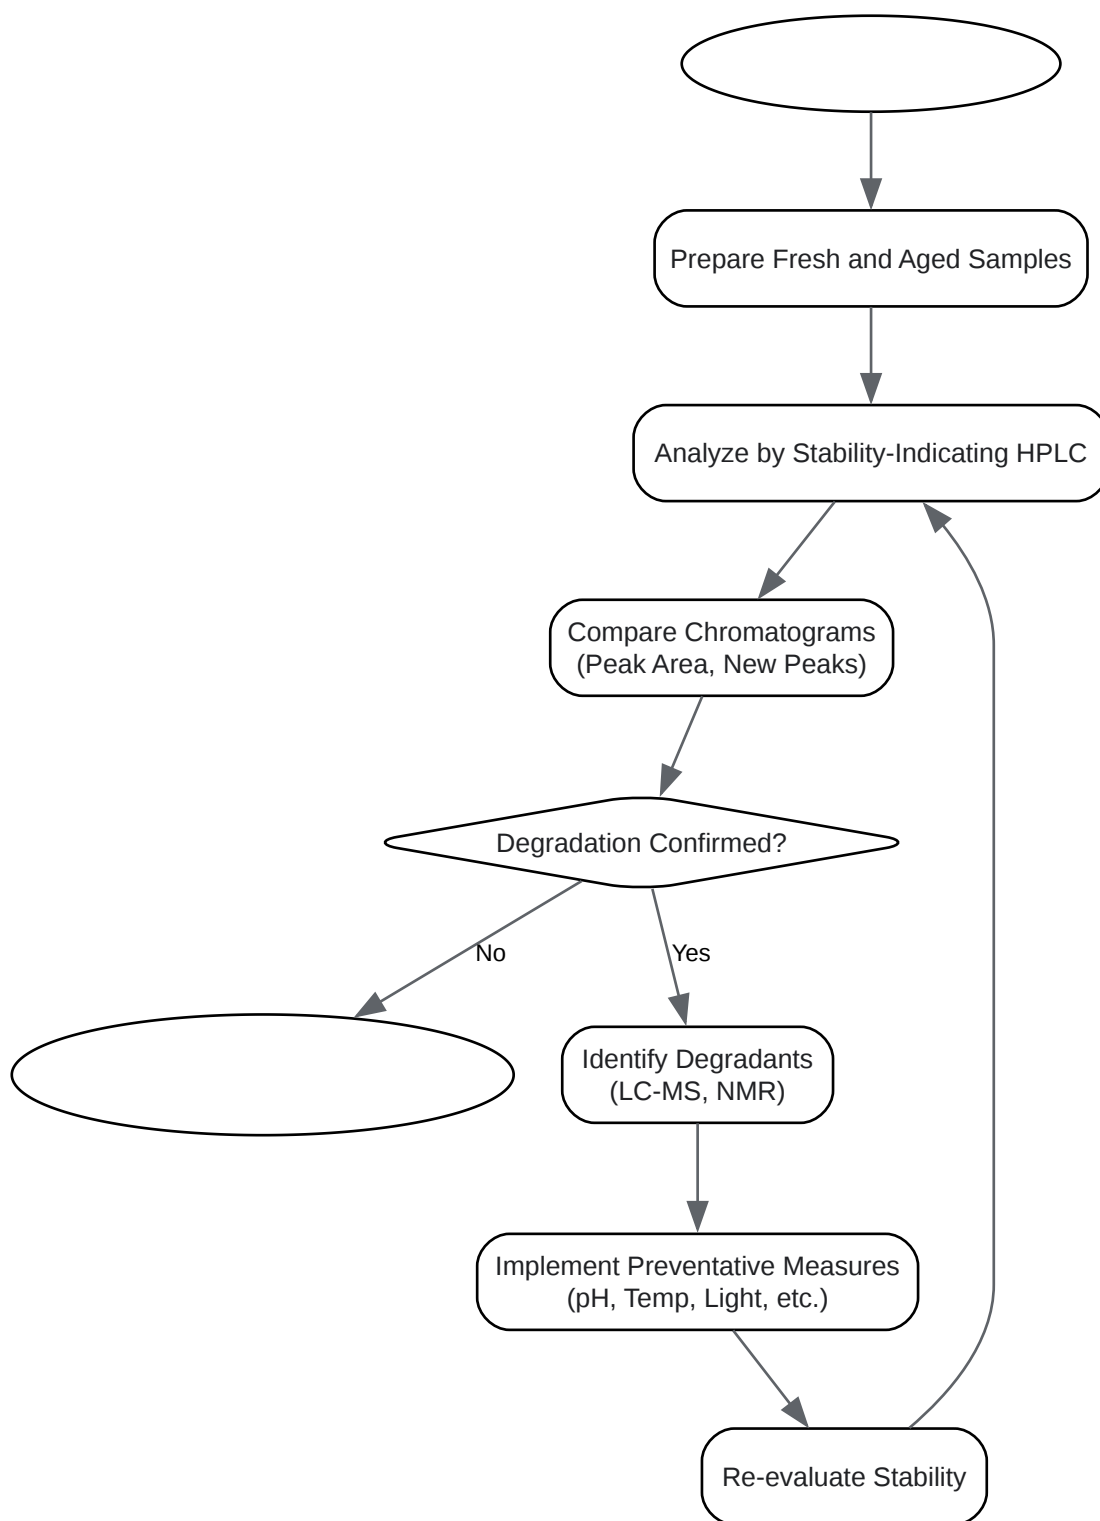 Prepare Fresh and Aged Samples
Analyze by Stability-Indicating HPLC
Compare Chromatograms
(Peak Area, New Peaks)
Degradation Confirmed?
No
Yes
Identify Degradants
(LC-MS, NMR)
Implement Preventative Measures
(pH, Temp, Light, etc.)
Re-evaluate Stability